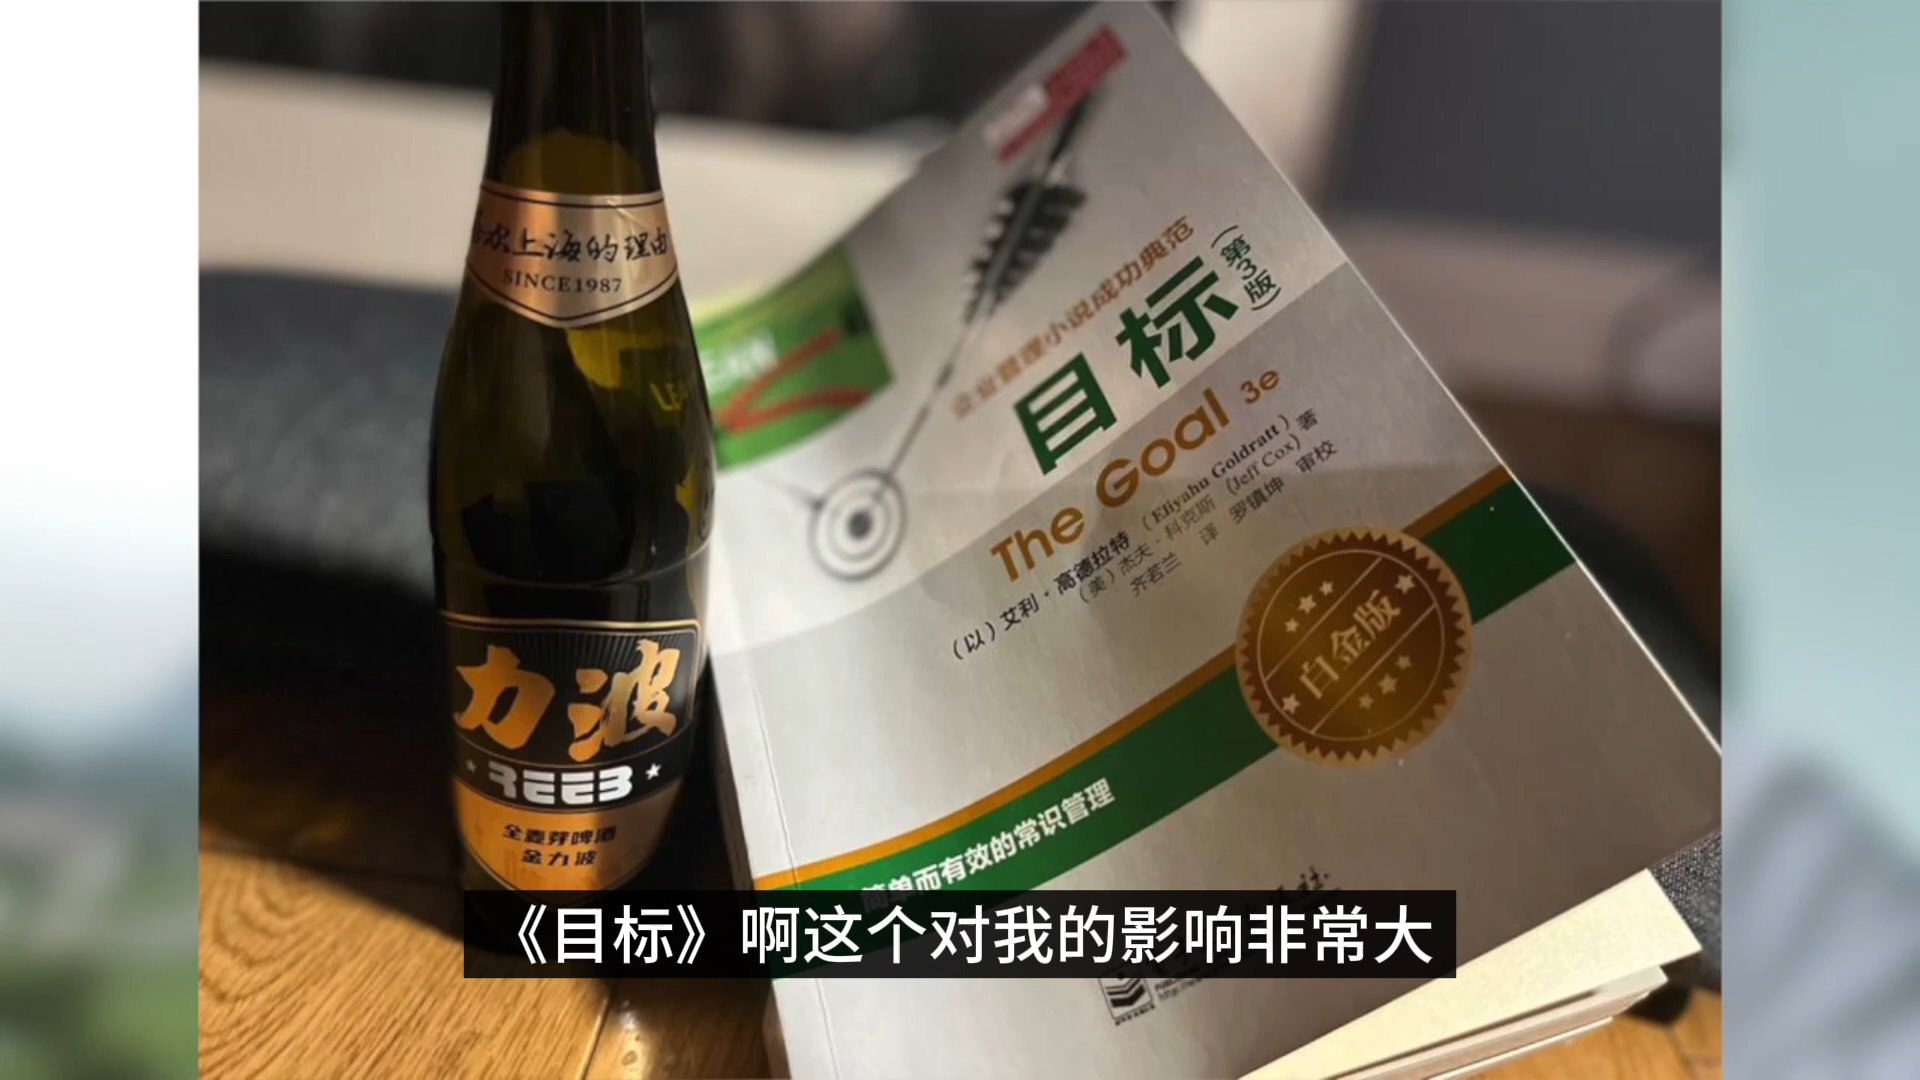 上海的理由
SINCE1987
力波
REEB
全麦芽啤酒
金力波
企业管理小说成功典范
目标
(第3版)
The Goal 3e
(以)艾利·高德拉特 (Eliyahu Goldratt) 著
(美)杰夫·科克斯 (Jeff Cox)
齐若兰 译 罗镇坤 审校
白金版
简单而有效的常识管理
《目标》啊这个对我的影响非常大